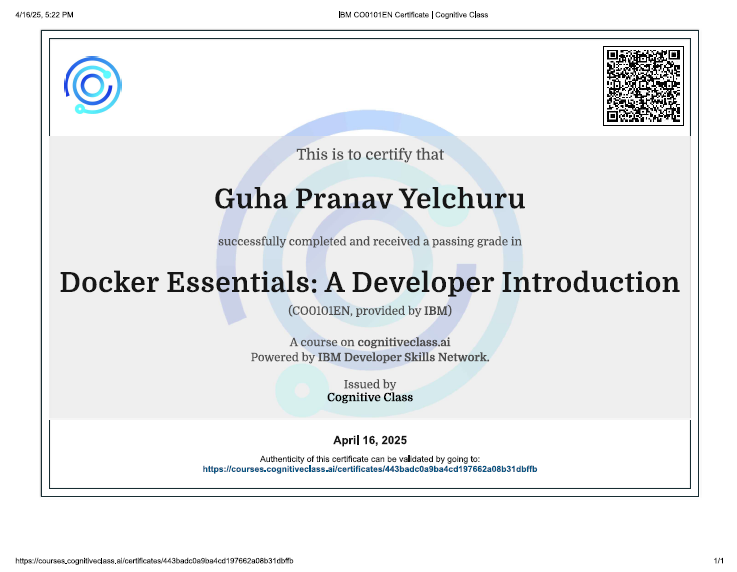 4/16/25, 5:22 PM
IBM CO0101EN Certificate | Cognitive Class
This is to certify that
Guha Pranav Yelchuru
successfully completed and received a passing grade in
Docker Essentials: A Developer Introduction
(CO0101EN, provided by IBM)
A course on cognitiveclass.ai
Powered by IBM Developer Skills Network.
Issued by
Cognitive Class
April 16, 2025
Authenticity of this certificate can be validated by going to:
https://courses.cognitiveclass.ai/certificates/443badc0a9ba4cd197662a08b31dbffb
https://courses.cognitiveclass.ai/certificates/443badc0a9ba4cd197662a08b31dbffb
1/1